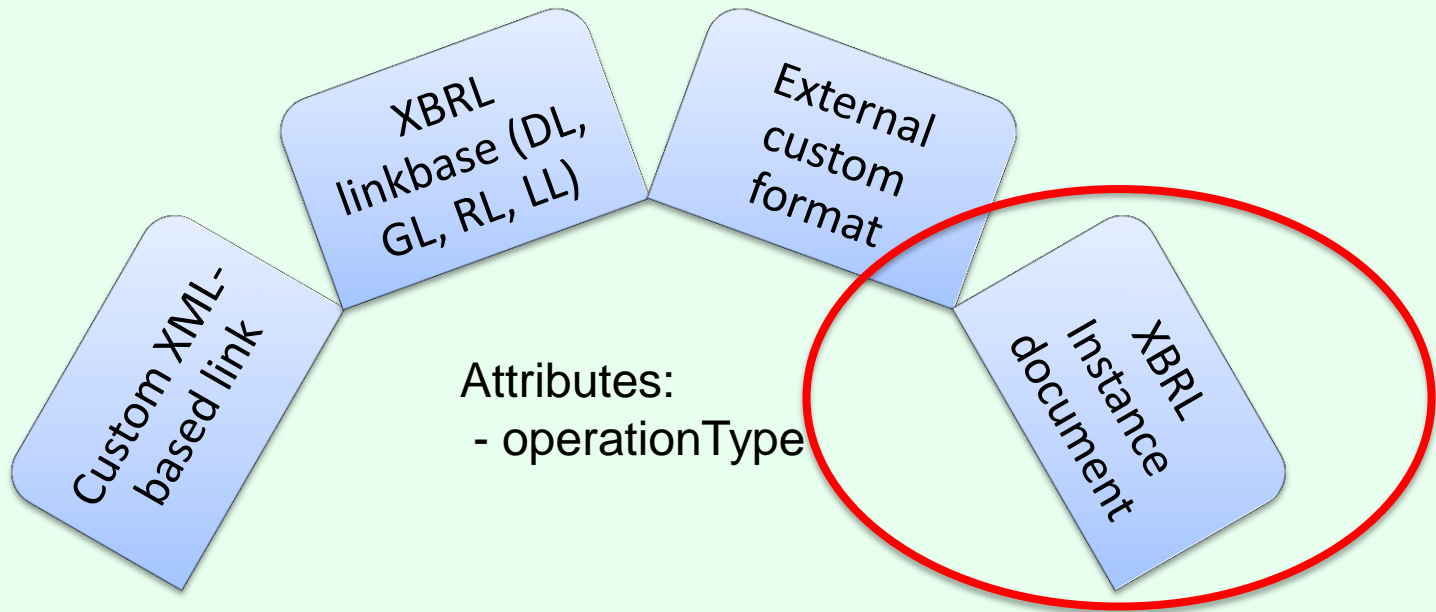 Custom XML-
based link
XBRL
linkbase (DL,
GL, RL, LL)
External
custom
format
XBRL
Instance
document
Attributes:
- operationType